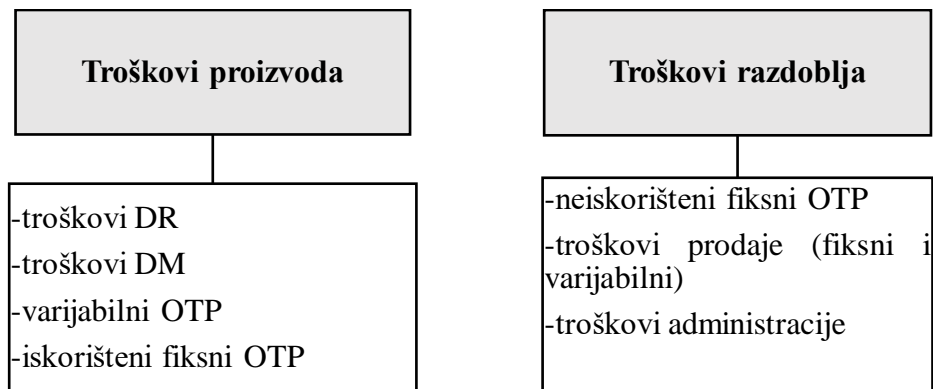 Troškovi proizvoda
-troškovi DR
-troškovi DM
-varijabilni OTP
-iskorišteni fiksni OTP
Troškovi razdoblja
-neiskorišteni fiksni OTP
-troškovi prodaje (fiksni i
varijabilni)
-troškovi administracije